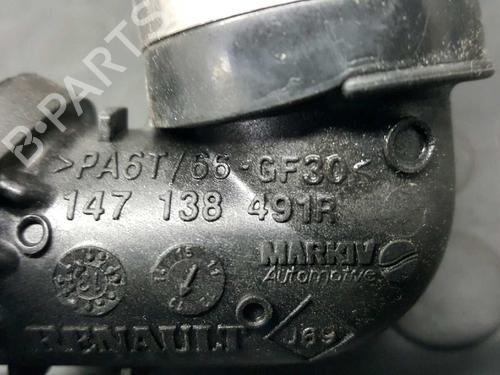 B-PARTS
>PA6T/66-GF30<
147 138 491R
MARKIV
Automotive
RENAULT
J89